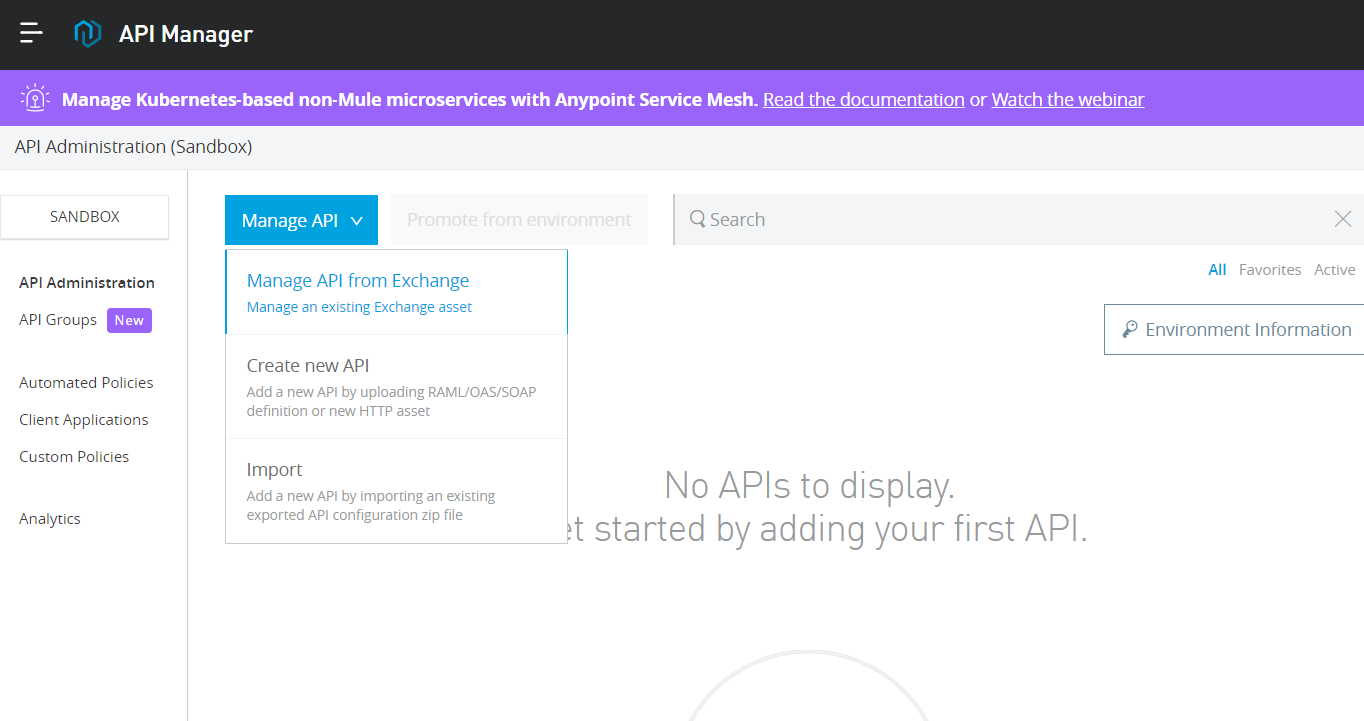 API Manager
Manage Kubernetes-based non-Mule microservices with Anypoint Service Mesh. Read the documentation or Watch the webinar
API Administration (Sandbox)
SANDBOX
API Administration
API Groups New
Automated Policies
Client Applications
Custom Policies
Analytics
Manage API
Promote from environment
Search
All Favorites Active
Environment Information
Manage API from Exchange
Manage an existing Exchange asset
Create new API
Add a new API by uploading RAML/OAS/SOAP
definition or new HTTP asset
Import
Add a new API by importing an existing
exported API configuration zip file
No APIs to display.
et started by adding your first API.